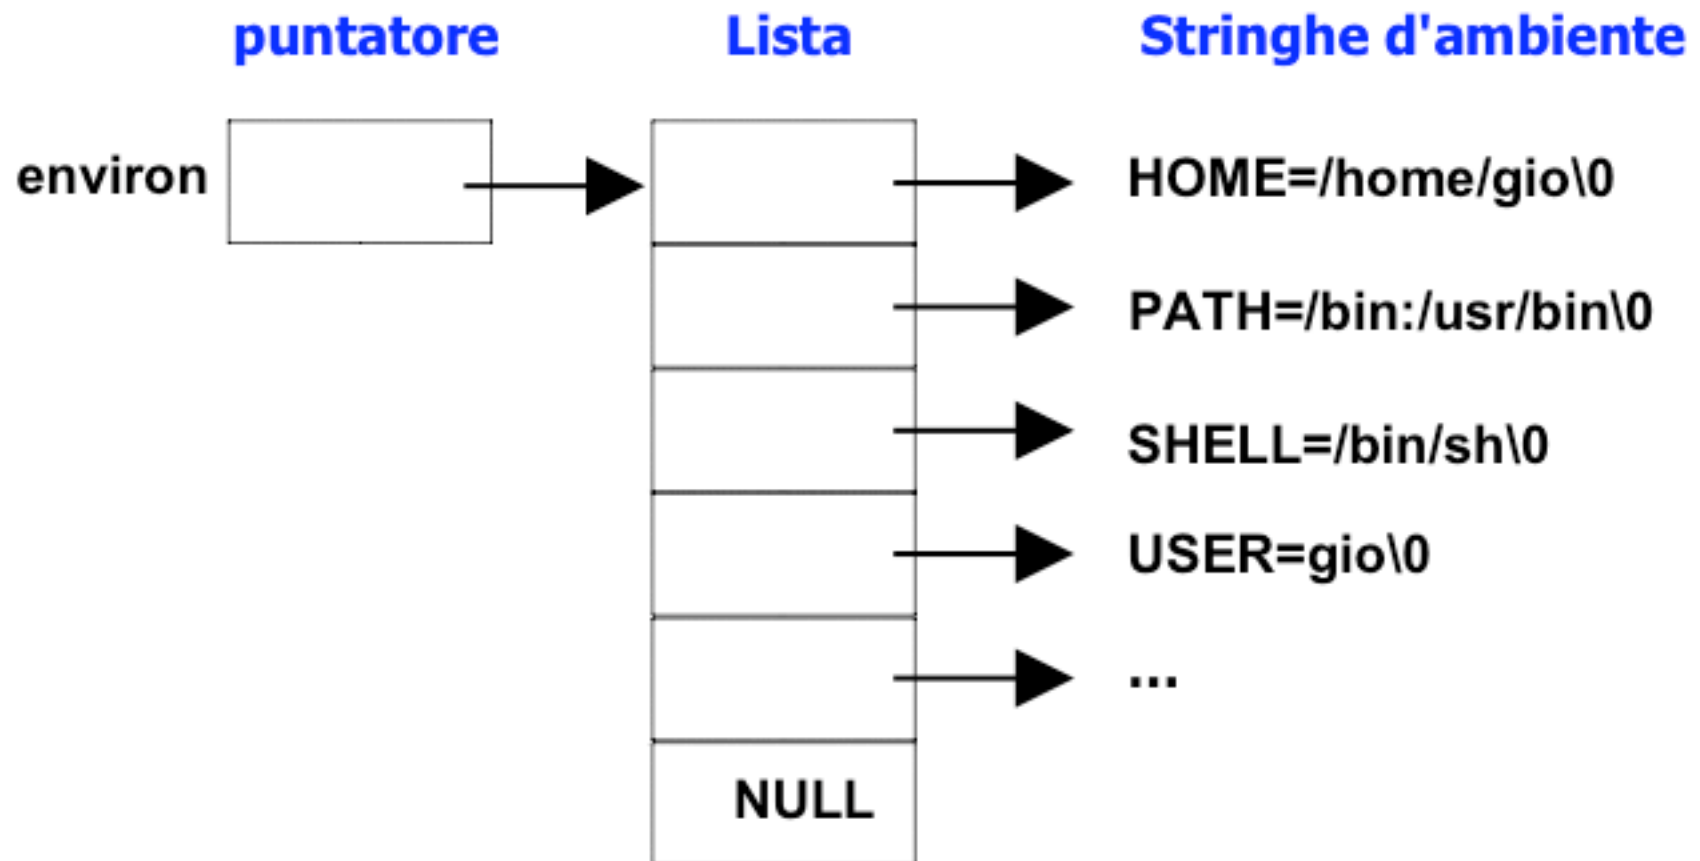 puntatore Lista Stringhe d'ambiente
environ HOME=/home/gio\0
PATH=/bin:/usr/bin\0
SHELL=/bin/sh\0
USER=gio\0
...
NULL